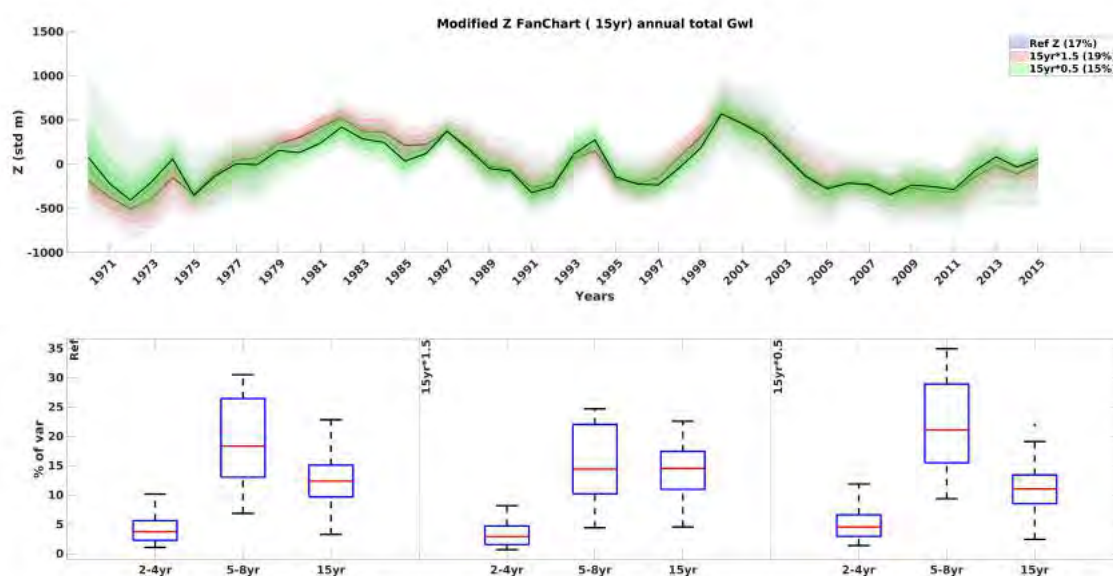 Modified Z FanChart ( 15yr) annual total Gwl
1500
1000
500
0
-500
-1000
Z (std m)
Ref Z (17%)
15yr*1.5 (19%)
15yr*0.5 (15%)
1971 1973 1975 1977 1979 1981 1983 1985 1987 1989 1991 1993 1995 1997 1999 2001 2003 2005 2007 2009 2011 2013 2015
Years
35
30
25
20
15
10
5
0
% of var
Ref
15yr*1.5
15yr*0.5
2-4yr 5-8yr 15yr 2-4yr 5-8yr 15yr 2-4yr 5-8yr 15yr